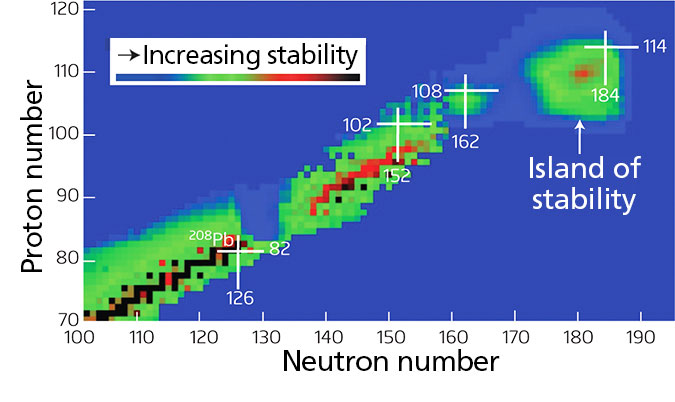 120
→Increasing stability
114
110
108
184
102
100
162
152
Island of
stability
90
²⁰⁸Pb
82
80
126
70
100 110 120 130 140 150 160 170 180 190
Neutron number
Proton number